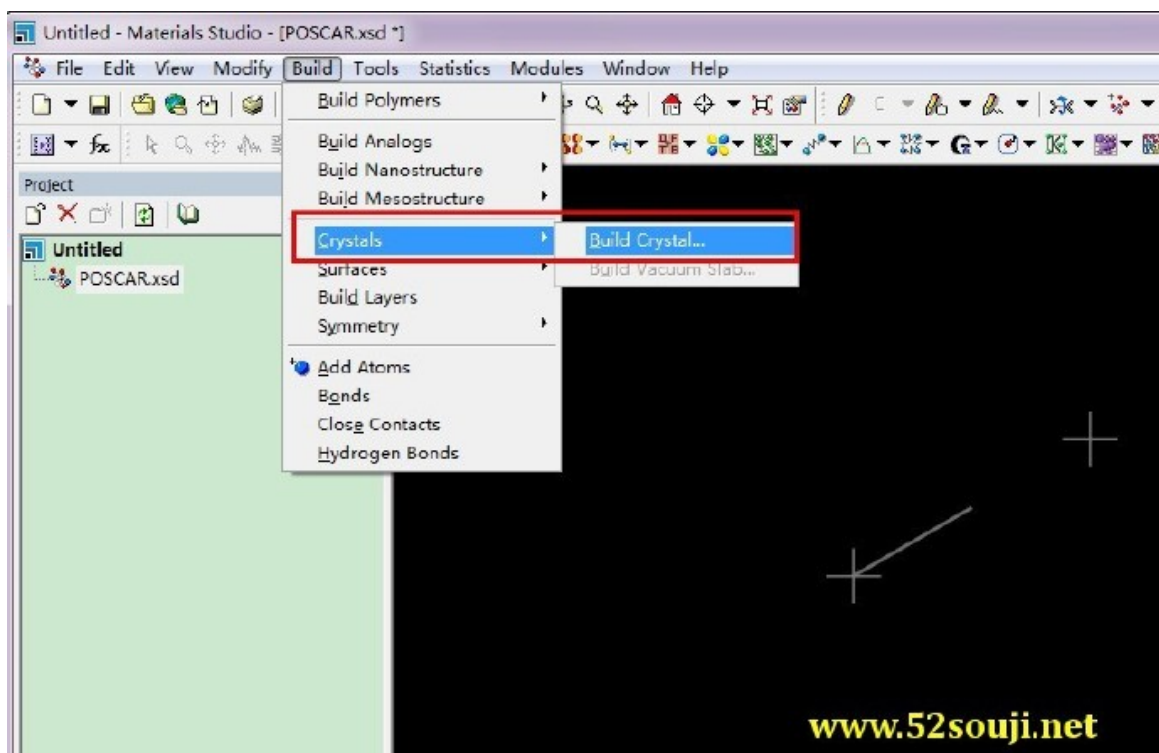 Untitled - Materials Studio - [POSCAR.xsd *]
File Edit View Modify Build Tools Statistics Modules Window Help
Build Polymers
Build Analogs
Build Nanostructure
Build Mesostructure
Project
Crystals Build Crystal...
Untitled
Surfaces Build Vacuum Slab...
POSCAR.xsd
Build Layers
Symmetry
Add Atoms
Bonds
Close Contacts
Hydrogen Bonds
www.52souji.net